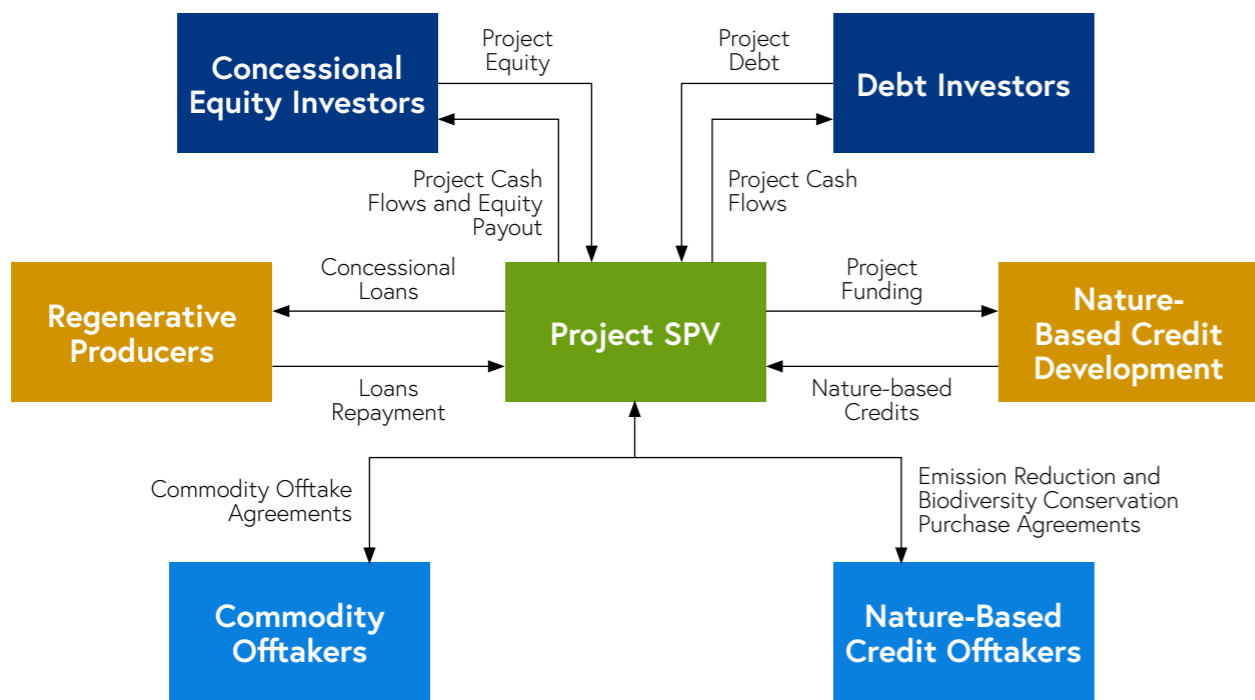 Concessional
Equity Investors
Project
Equity
Project
Debt
Debt Investors
Project Cash
Flows and Equity
Payout
Project Cash
Flows
Regenerative
Producers
Concessional
Loans
Loans
Repayment
Project SPV
Project
Funding
Nature-based
Credits
Nature-
Based Credit
Development
Commodity Offtake
Agreements
Emission Reduction and
Biodiversity Conservation
Purchase Agreements
Commodity
Offtakers
Nature-Based
Credit Offtakers